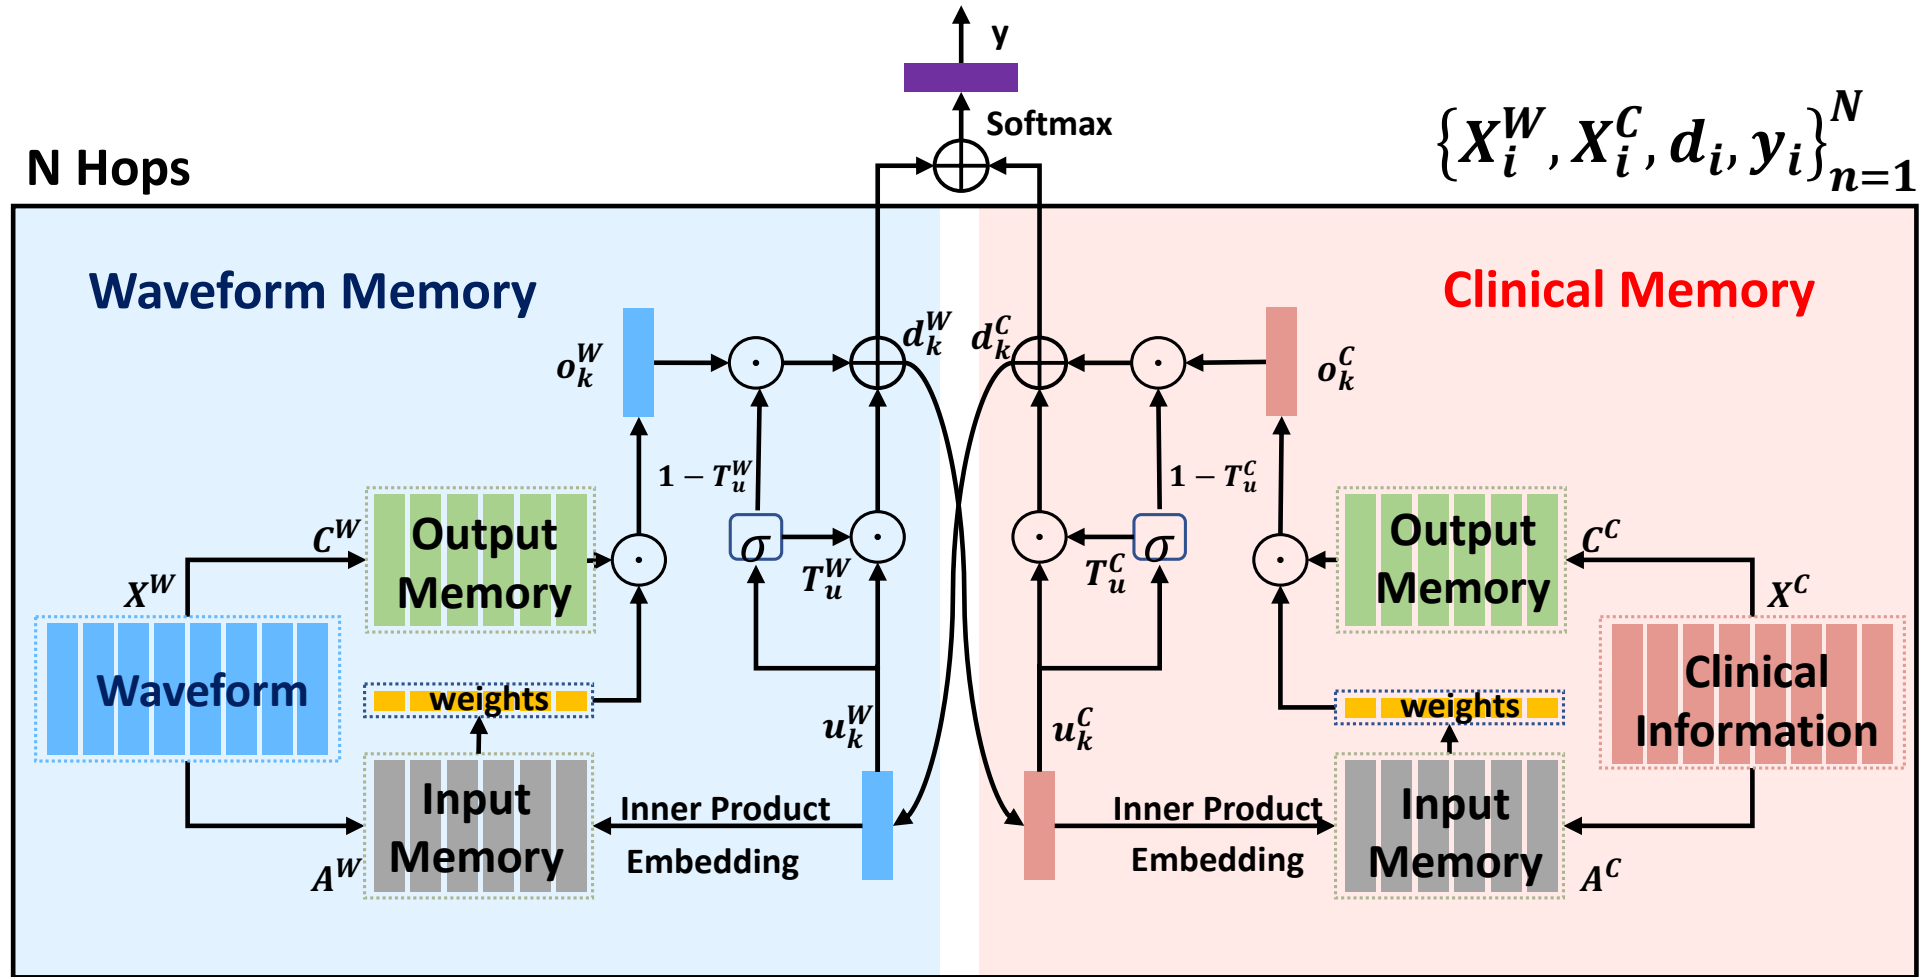 y
Softmax
{X_i^W, X_i^C, d_i, y_i}_{n=1}^N
N Hops
Waveform Memory
Clinical Memory
o_k^W
d_k^W
d_k^C
o_k^C
1 − T_u^W
1 − T_u^C
C^W
Output
Memory
σ
T_u^W
T_u^C
σ
Output
Memory
C^C
X^W
X^C
Waveform
weights
u_k^W
u_k^C
weights
Clinical
Information
Input
Memory
A^W
Inner Product
Embedding
Inner Product
Embedding
Input
Memory
A^C